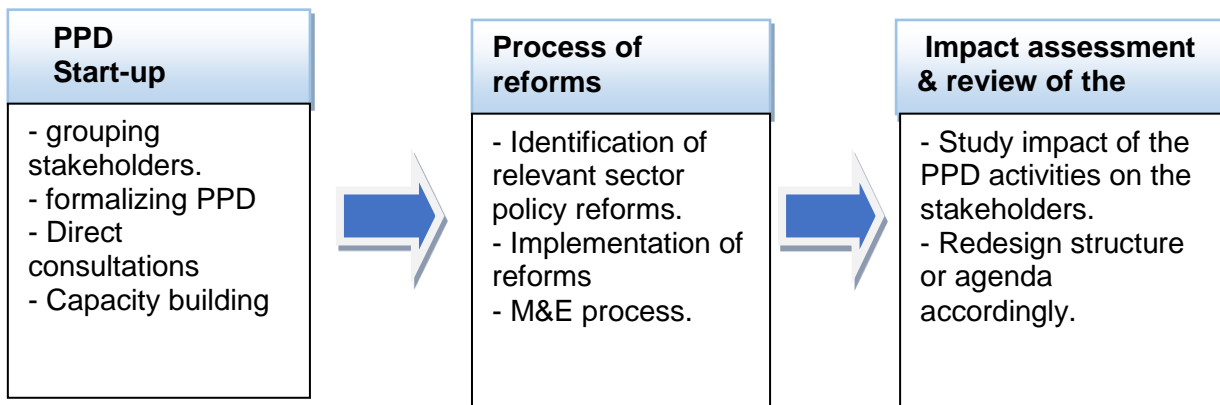 PPD
Start-up
- grouping
stakeholders.
- formalizing PPD
- Direct
consultations
- Capacity building
Process of
reforms
- Identification of
relevant sector
policy reforms.
- Implementation of
reforms
- M&E process.
Impact assessment
& review of the
- Study impact of the
PPD activities on the
stakeholders.
- Redesign structure
or agenda
accordingly.